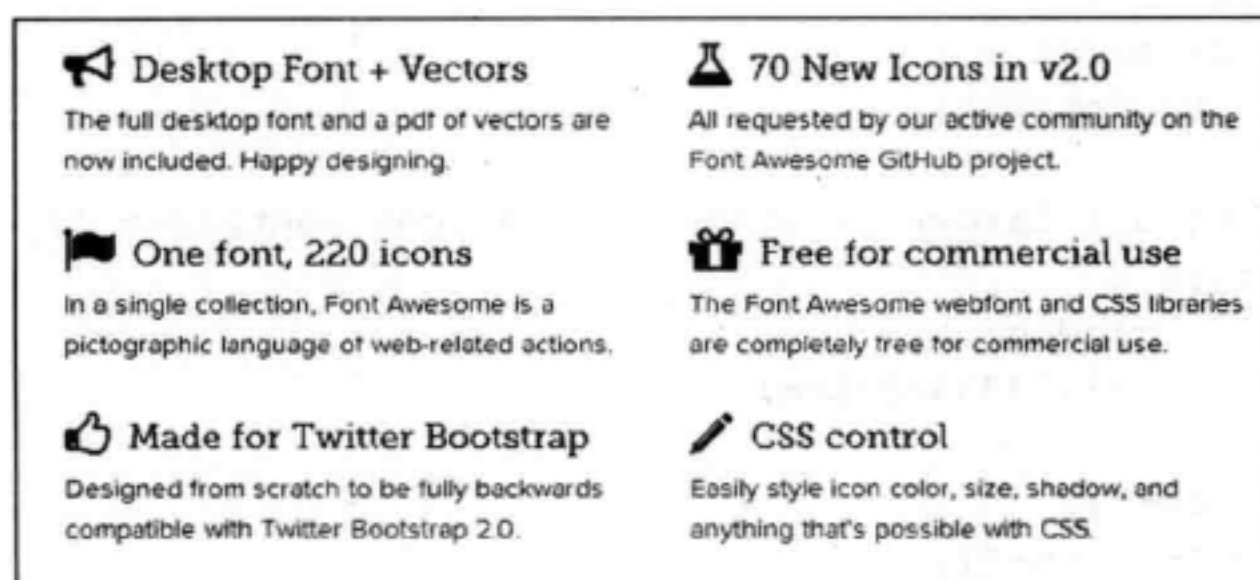 Desktop Font + Vectors
The full desktop font and a pdf of vectors are
now included. Happy designing.
70 New Icons in v2.0
All requested by our active community on the
Font Awesome GitHub project.
One font, 220 icons
In a single collection, Font Awesome is a
pictographic language of web-related actions.
Free for commercial use
The Font Awesome webfont and CSS libraries
are completely free for commercial use.
Made for Twitter Bootstrap
Designed from scratch to be fully backwards
compatible with Twitter Bootstrap 2.0.
CSS control
Easily style icon color, size, shadow, and
anything that's possible with CSS.